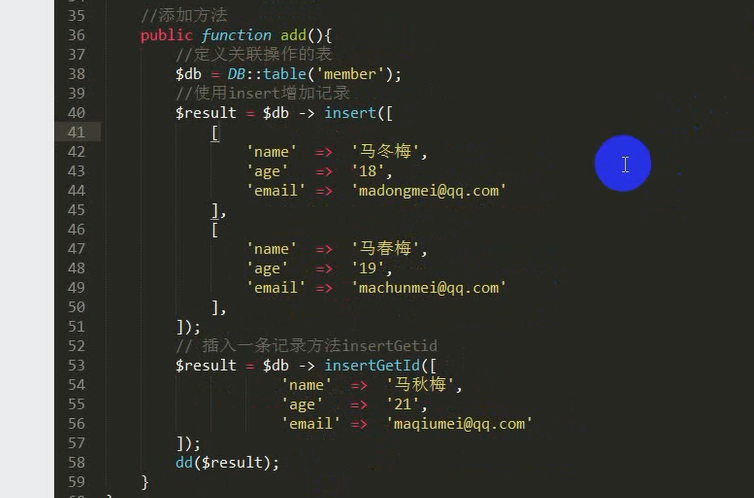 35 //添加方法
36 public function add(){
37 //定义关联操作的表
38 $db = DB::table('member');
39 //使用insert增加记录
40 $result = $db -> insert([
41 [
42 'name' => '马冬梅',
43 'age' => '18',
44 'email' => 'madongmei@qq.com'
45 ],
46 [
47 'name' => '马春梅',
48 'age' => '19',
49 'email' => 'machunmei@qq.com'
50 ],
51 ]);
52 // 插入一条记录方法insertGetid
53 $result = $db -> insertGetId([
54 'name' => '马秋梅',
55 'age' => '21',
56 'email' => 'maqiumei@qq.com'
57 ]);
58 dd($result);
59 }